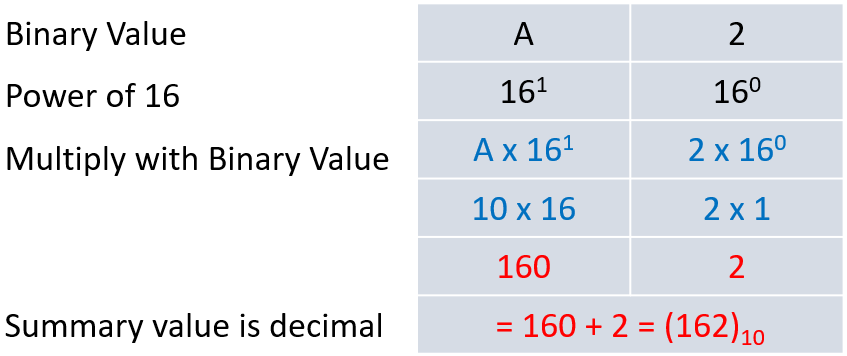 Binary Value A 2
Power of 16 16¹ 16⁰
Multiply with Binary Value A x 16¹ 2 x 16⁰
10 x 16 2 x 1
160 2
Summary value is decimal = 160 + 2 = (162)₁₀